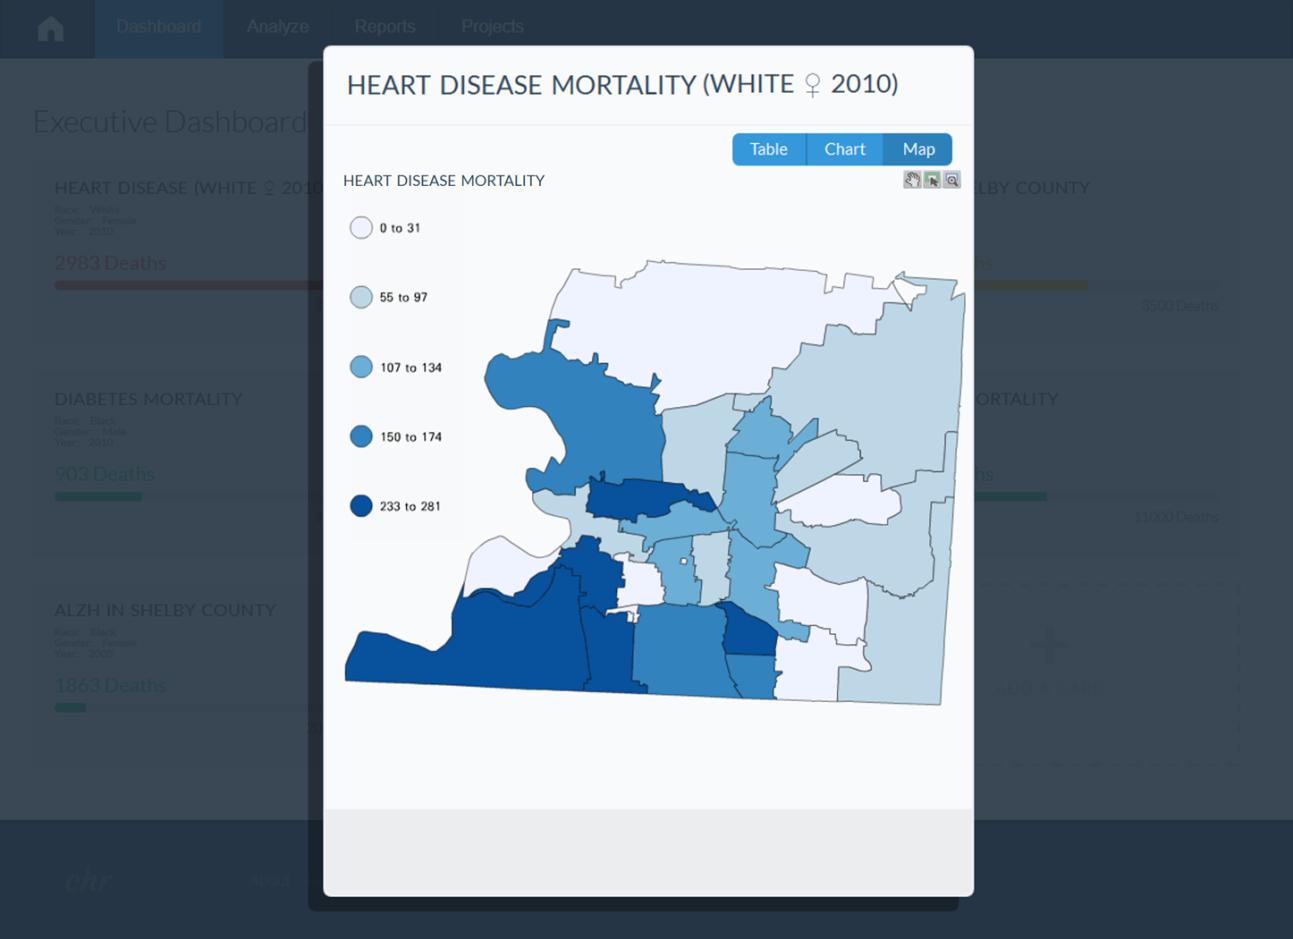 Dashboard
Analyze
Reports
Projects
Executive Dashboard
HEART DISEASE MORTALITY (WHITE ♀ 2010)
Table
Chart
Map
HEART DISEASE MORTALITY
0 to 31
55 to 97
107 to 134
150 to 174
233 to 281
HEART DISEASE (WHITE ♀ 2010
Race: White
Gender: Female
Year: 2010
2983 Deaths
LBY COUNTY
3500 Deaths
DIABETES MORTALITY
Race: Black
Gender: Male
Year: 2010
903 Deaths
ORTALITY
11000 Deaths
ALZH IN SHELBY COUNTY
Race: Black
Gender: Female
1863 Deaths
ADD A CARD
chr